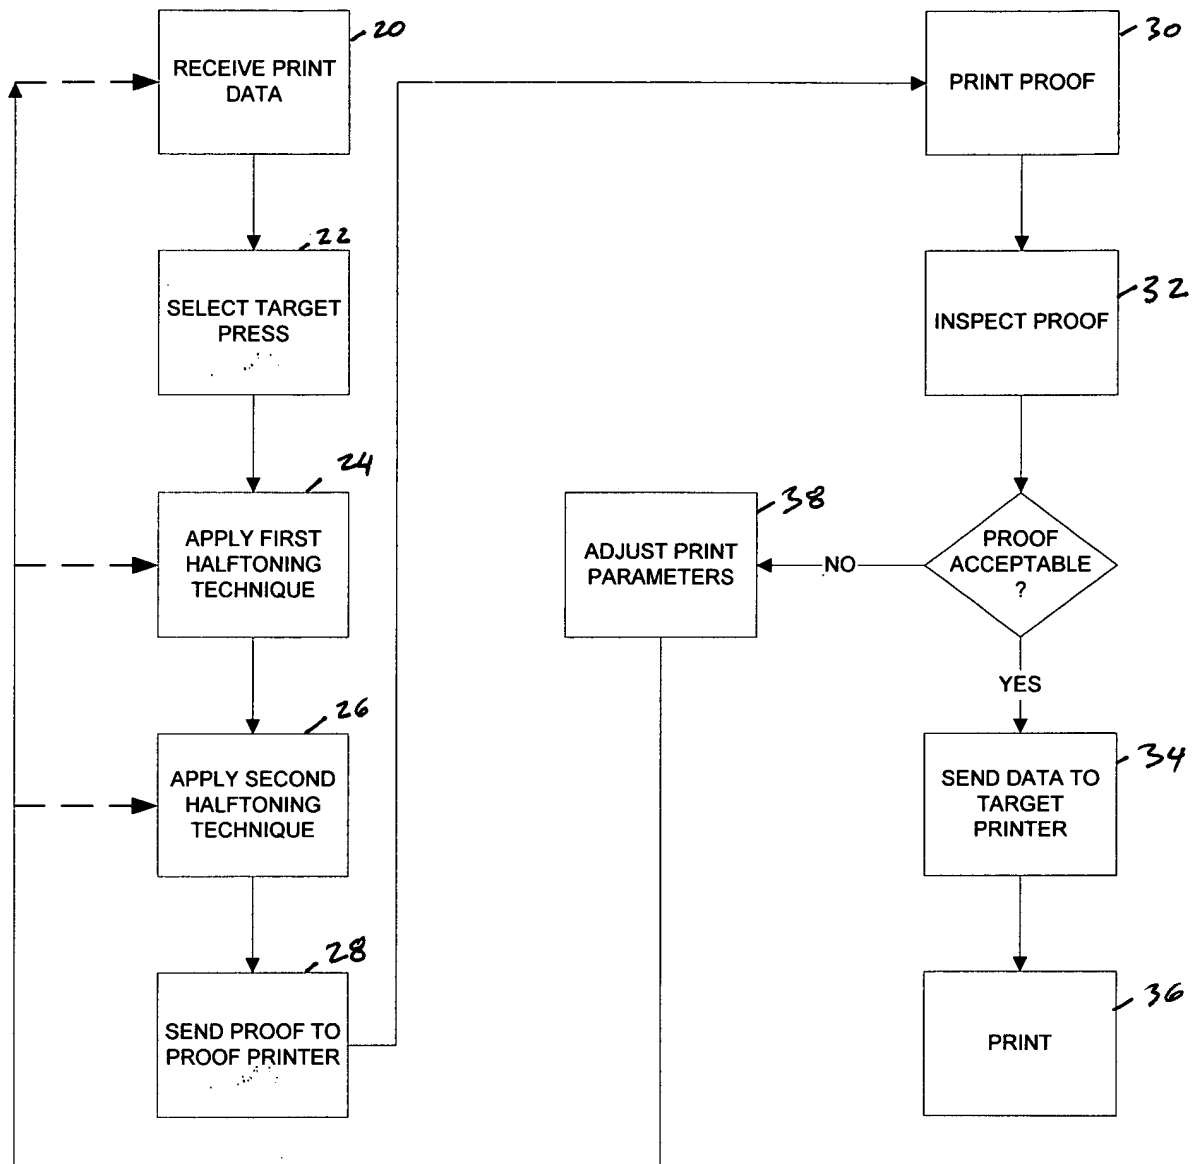 20
RECEIVE PRINT
DATA
22
SELECT TARGET
PRESS
24
APPLY FIRST
HALFTONING
TECHNIQUE
26
APPLY SECOND
HALFTONING
TECHNIQUE
28
SEND PROOF TO
PROOF PRINTER
30
PRINT PROOF
32
INSPECT PROOF
PROOF
ACCEPTABLE
?
NO
38
ADJUST PRINT
PARAMETERS
YES
34
SEND DATA TO
TARGET
PRINTER
36
PRINT